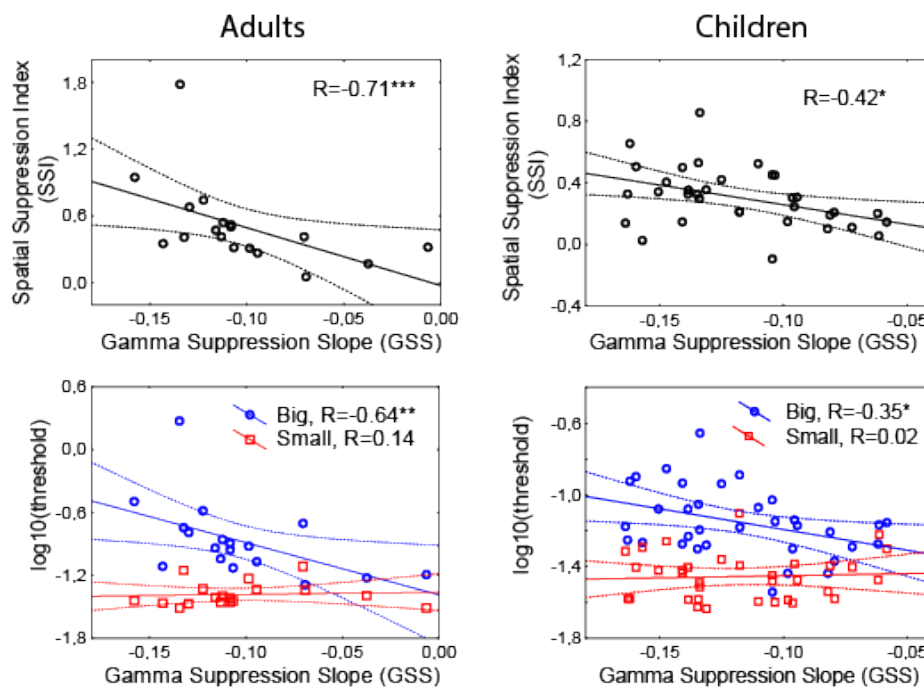 Adults
Children
Spatial Suppression Index
(SSI)
1.8
1.2
0.6
0.0
R=-0.71***
-0,15
-0,10
-0,05
0,00
Gamma Suppression Slope (GSS)
Spatial Suppression Index
(SSI)
1,2
0.8
0.4
0.0
-0.4
R=-0.42*
-0,15
-0,10
-0,05
Gamma Suppression Slope (GSS)
log10(threshold)
0.6
0.0
-0.6
-1.2
-1.8
Big, R=-0.64**
Small, R=0.14
-0,15
-0,10
-0,05
0,00
Gamma Suppression Slope (GSS)
log10(threshold)
-0.6
-1.0
-1.4
-1.8
Big, R=-0.35*
Small, R=0.02
-0,15
-0,10
-0,05
Gamma Suppression Slope (GSS)